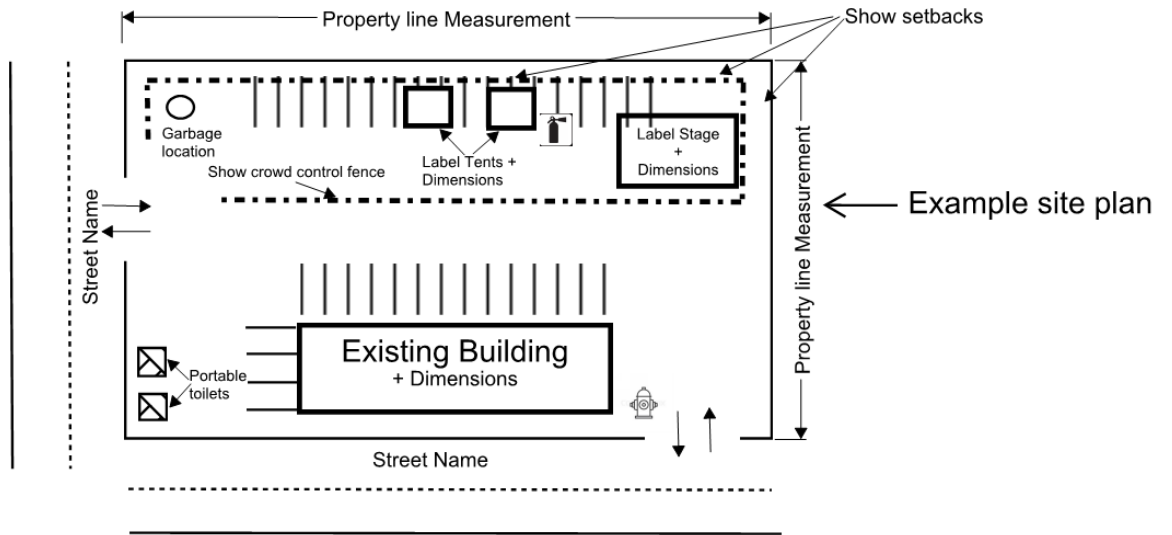 Property line Measurement
Show setbacks
Garbage
location
Label Tents +
Dimensions
Label Stage
+
Dimensions
Show crowd control fence
Street Name
Property line Measurement
Example site plan
Existing Building
+ Dimensions
Portable
toilets
Street Name